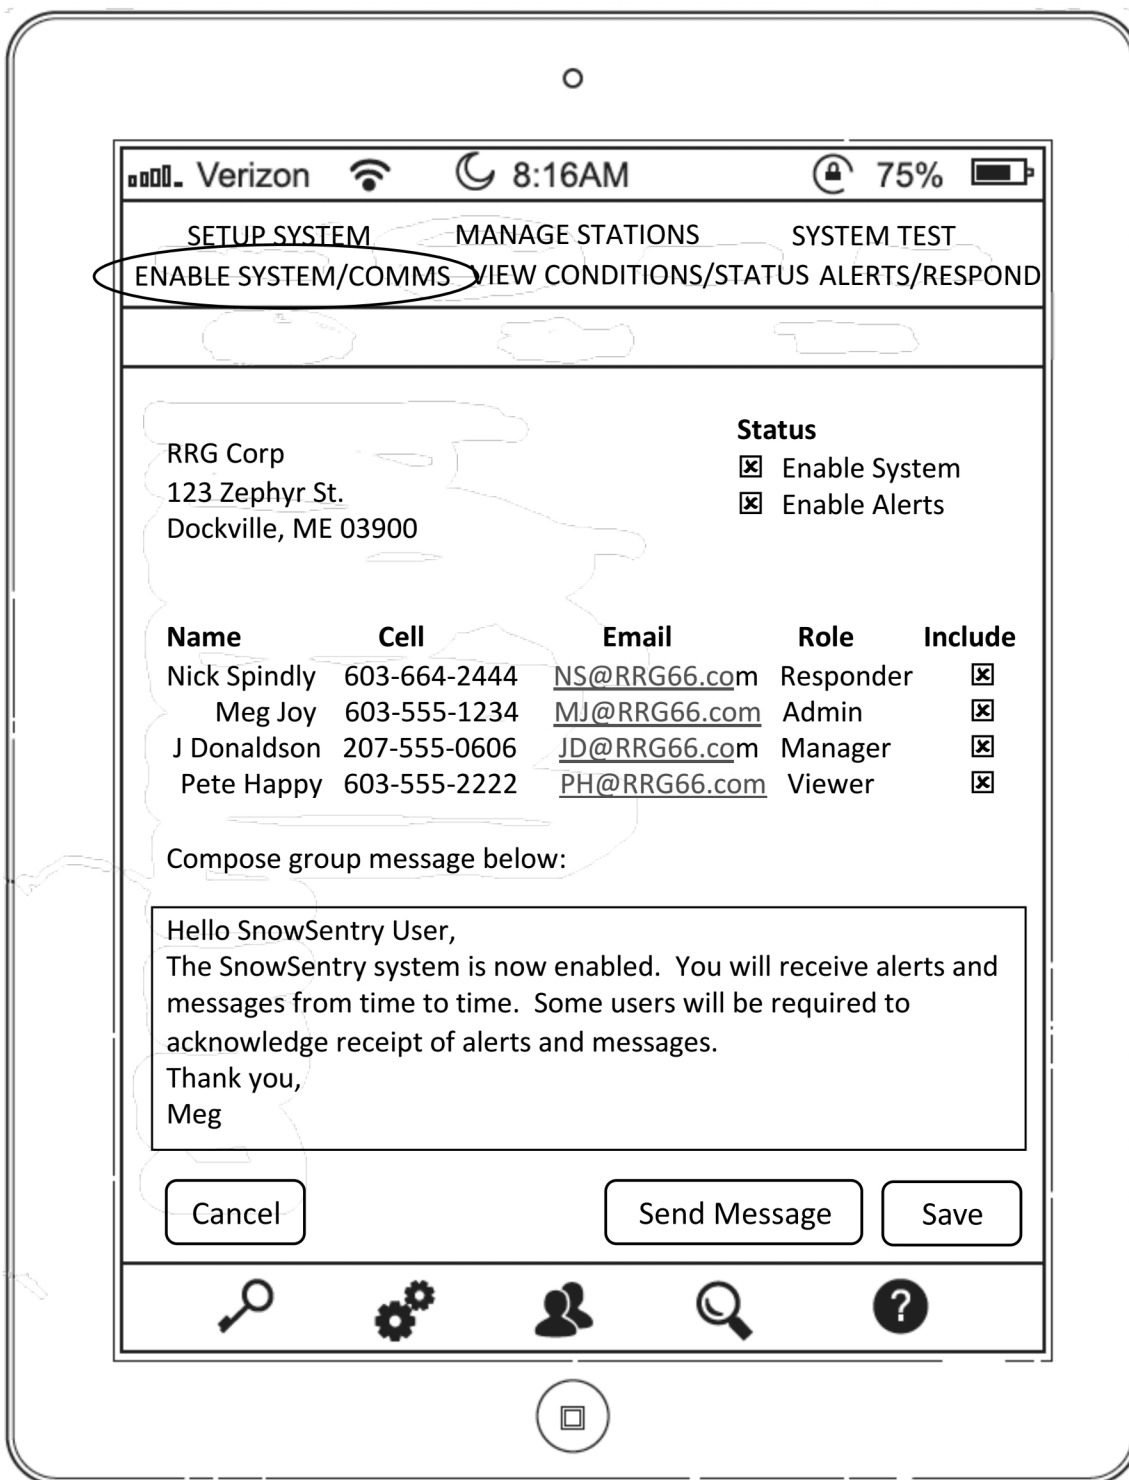 Verizon 8:16AM 75%
SETUP SYSTEM MANAGE STATIONS SYSTEM TEST
ENABLE SYSTEM/COMMS VIEW CONDITIONS/STATUS ALERTS/RESPOND
Status
RRG Corp
☒ Enable System
123 Zephyr St.
☒ Enable Alerts
Dockville, ME 03900
Name Cell Email Role Include
Nick Spindly 603-664-2444 NS@RRG66.com Responder ☒
Meg Joy 603-555-1234 MJ@RRG66.com Admin ☒
J Donaldson 207-555-0606 JD@RRG66.com Manager ☒
Pete Happy 603-555-2222 PH@RRG66.com Viewer ☒
Compose group message below:
Hello SnowSentry User,
The SnowSentry system is now enabled.  You will receive alerts and
messages from time to time.  Some users will be required to
acknowledge receipt of alerts and messages.
Thank you,
Meg
Cancel Send Message Save
?